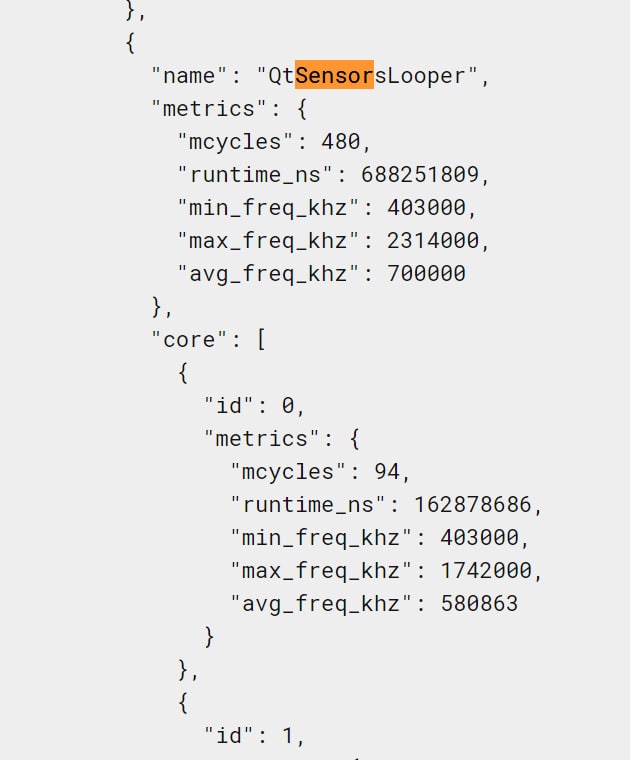 },
{
"name": "QtSensorsLooper",
"metrics": {
"mcycles": 480,
"runtime_ns": 688251809,
"min_freq_khz": 403000,
"max_freq_khz": 2314000,
"avg_freq_khz": 700000
},
"core": [
{
"id": 0,
"metrics": {
"mcycles": 94,
"runtime_ns": 162878686,
"min_freq_khz": 403000,
"max_freq_khz": 1742000,
"avg_freq_khz": 580863
}
},
{
"id": 1,